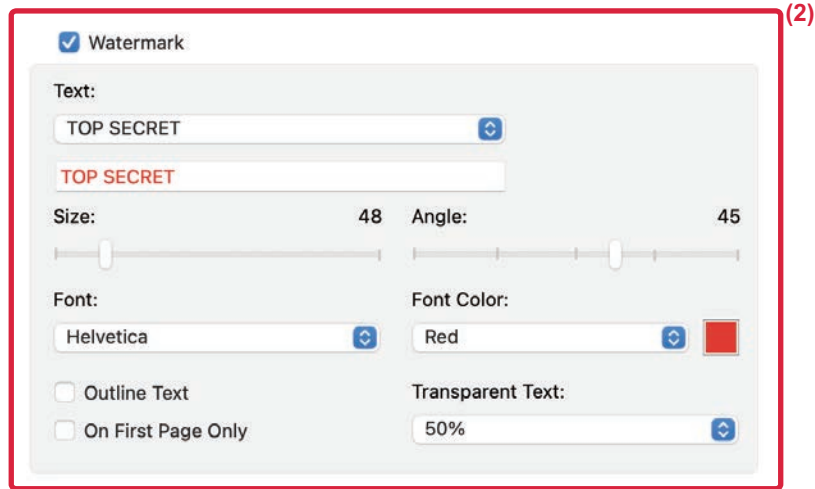 (2)
Watermark
Text:
TOP SECRET
TOP SECRET
Size: 48 Angle: 45
Font: Font Color:
Helvetica Red
Outline Text Transparent Text:
On First Page Only 50%